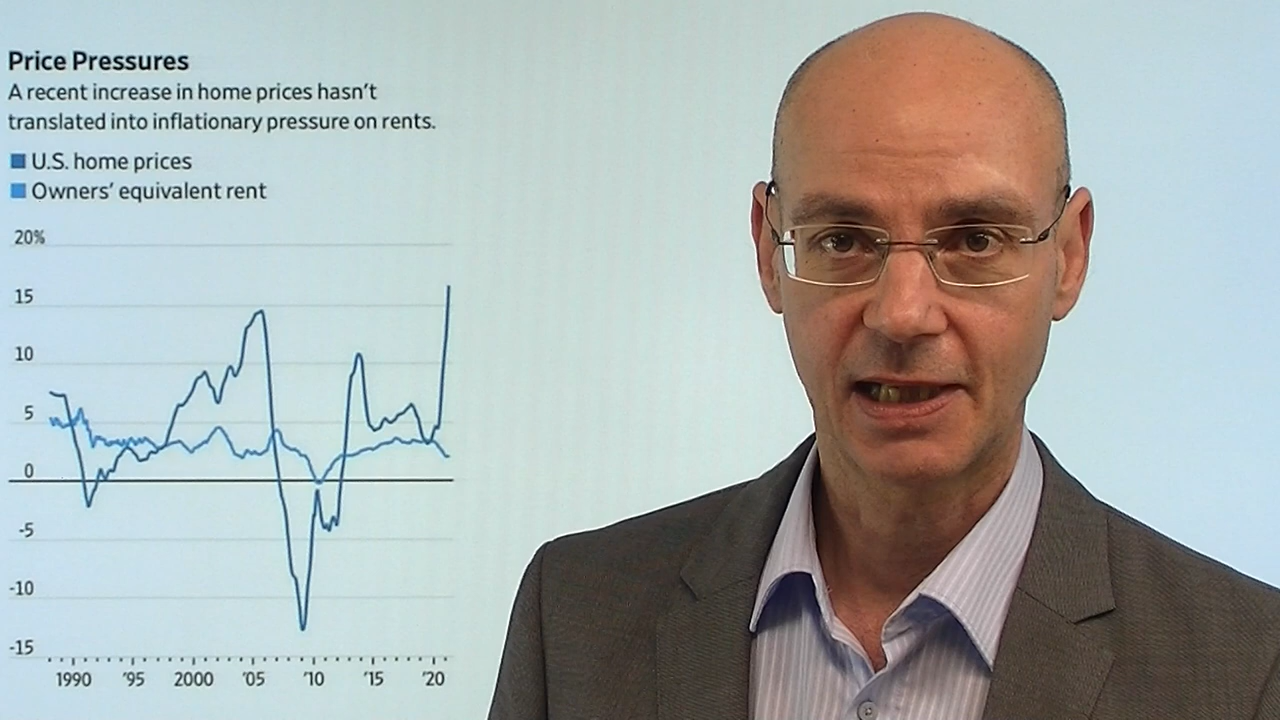 Price Pressures
A recent increase in home prices hasn't
translated into inflationary pressure on rents.
U.S. home prices
Owners' equivalent rent
20%
15
10
5
0
-5
-10
-15
1990 '95 2000 '05 '10 '15 '20